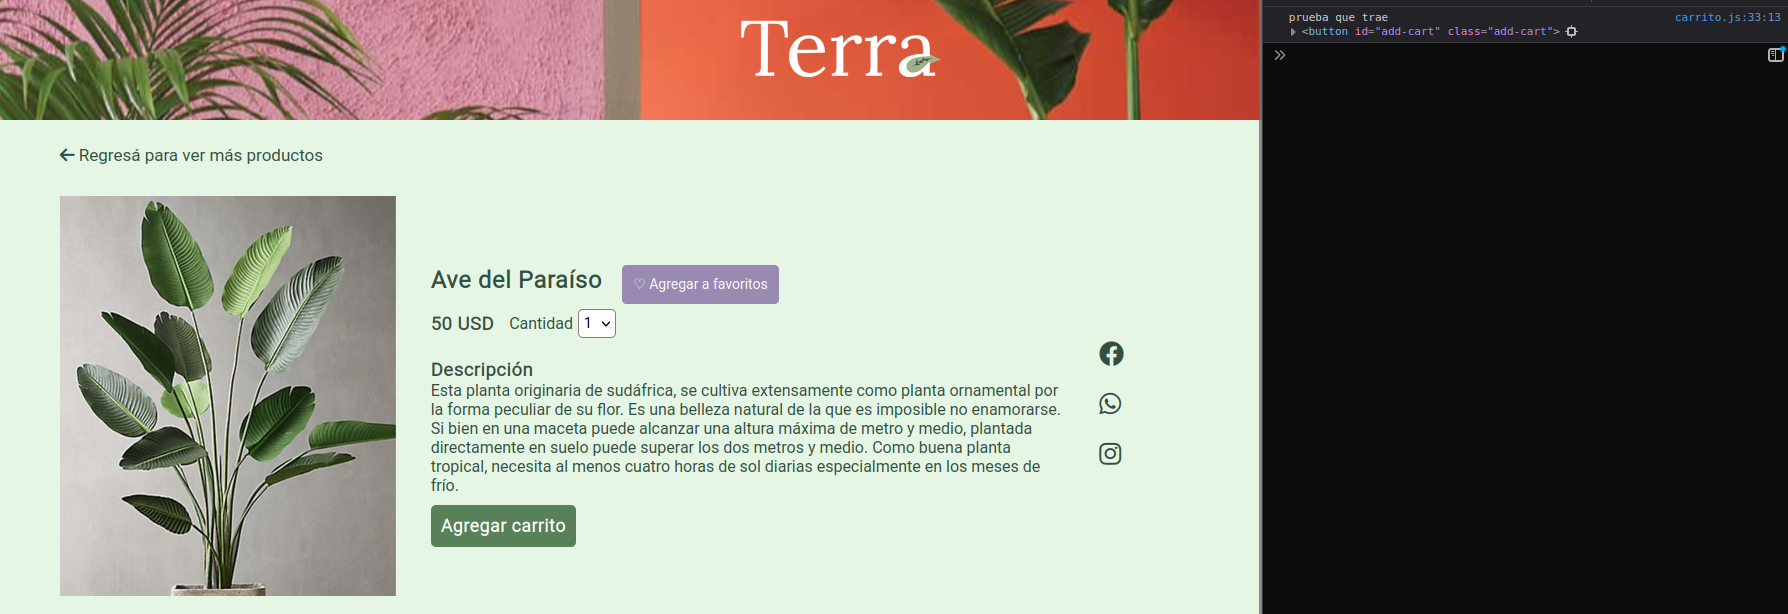 Terra
Regresá para ver más productos
Ave del Paraíso
♡ Agregar a favoritos
50 USD Cantidad 1
Descripción
Esta planta originaria de sudáfrica, se cultiva extensamente como planta ornamental por
la forma peculiar de su flor. Es una belleza natural de la que es imposible no enamorarse.
Si bien en una maceta puede alcanzar una altura máxima de metro y medio, plantada
directamente en suelo puede superar los dos metros y medio. Como buena planta
tropical, necesita al menos cuatro horas de sol diarias especialmente en los meses de
frío.
Agregar carrito
prueba que trae carrito.js:33:13
<button id="add-cart" class="add-cart">